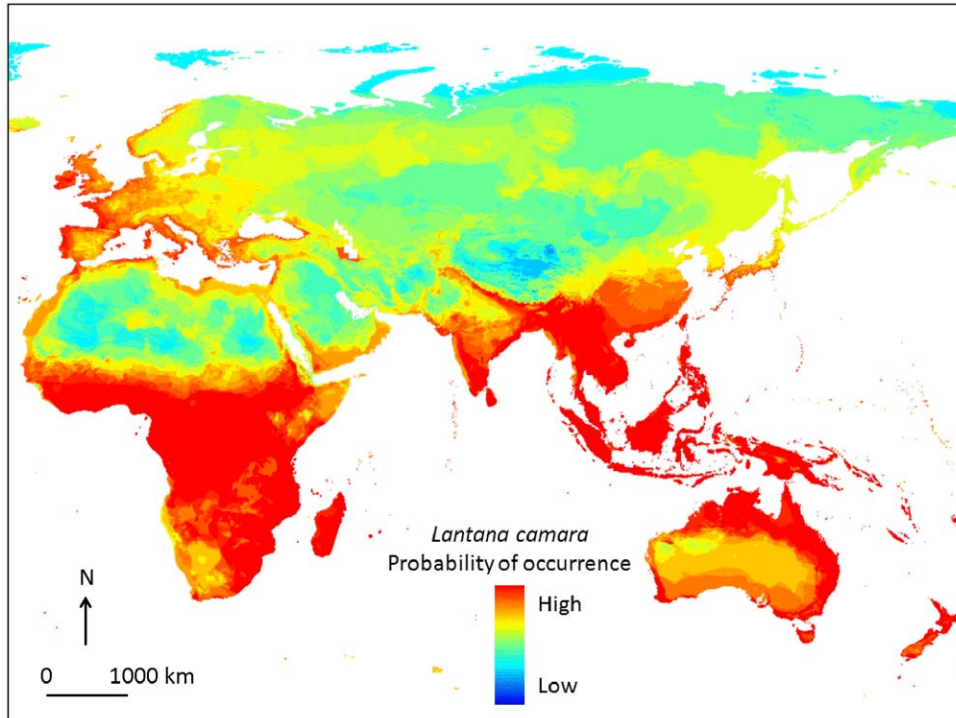 Lantana camara
Probability of occurrence
High
Low
N
0 1000 km